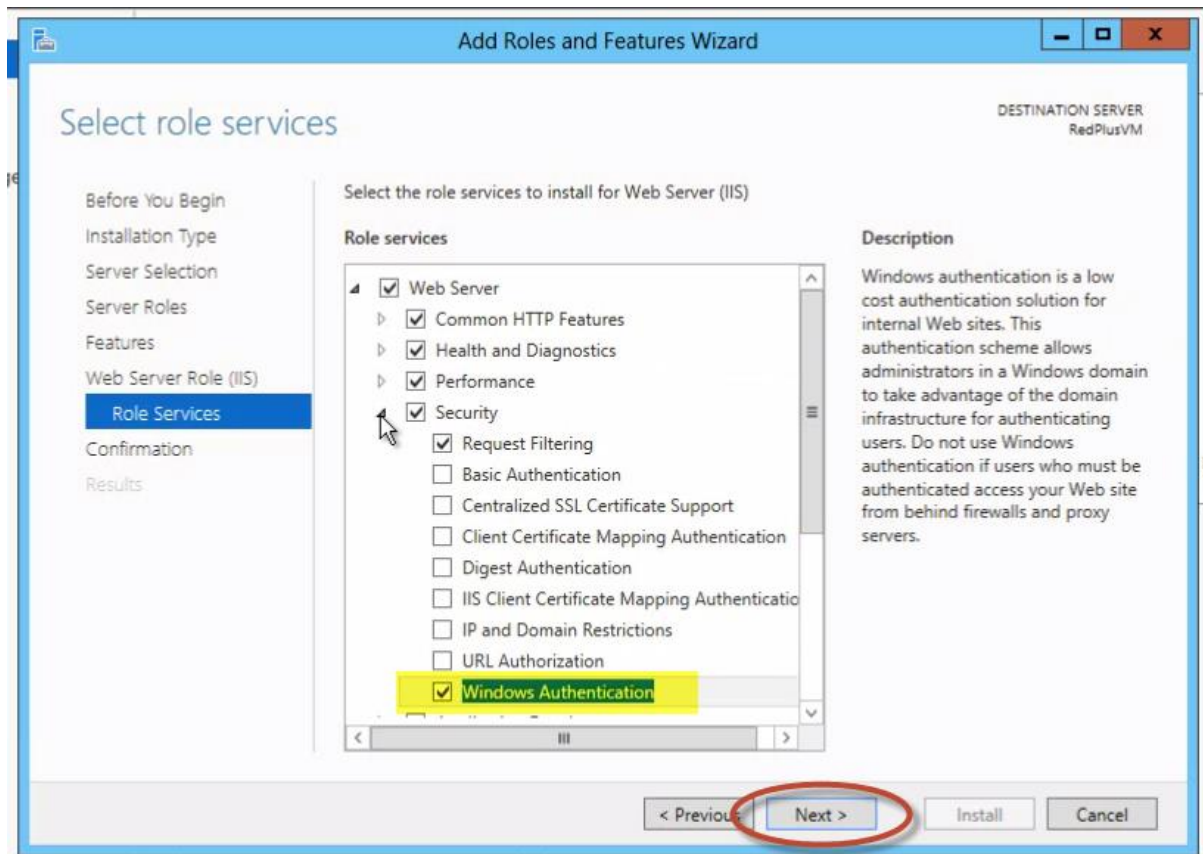 Add Roles and Features Wizard
Select role services
DESTINATION SERVER
RedPlusVM
Before You Begin
Installation Type
Server Selection
Server Roles
Features
Web Server Role (IIS)
Role Services
Confirmation
Results
Select the role services to install for Web Server (IIS)
Role services
Web Server
Common HTTP Features
Health and Diagnostics
Performance
Security
Request Filtering
Basic Authentication
Centralized SSL Certificate Support
Client Certificate Mapping Authentication
Digest Authentication
IIS Client Certificate Mapping Authenticatio
IP and Domain Restrictions
URL Authorization
Windows Authentication
Description
Windows authentication is a low
cost authentication solution for
internal Web sites. This
authentication scheme allows
administrators in a Windows domain
to take advantage of the domain
infrastructure for authenticating
users. Do not use Windows
authentication if users who must be
authenticated access your Web site
from behind firewalls and proxy
servers.
< Previous
Next >
Install
Cancel